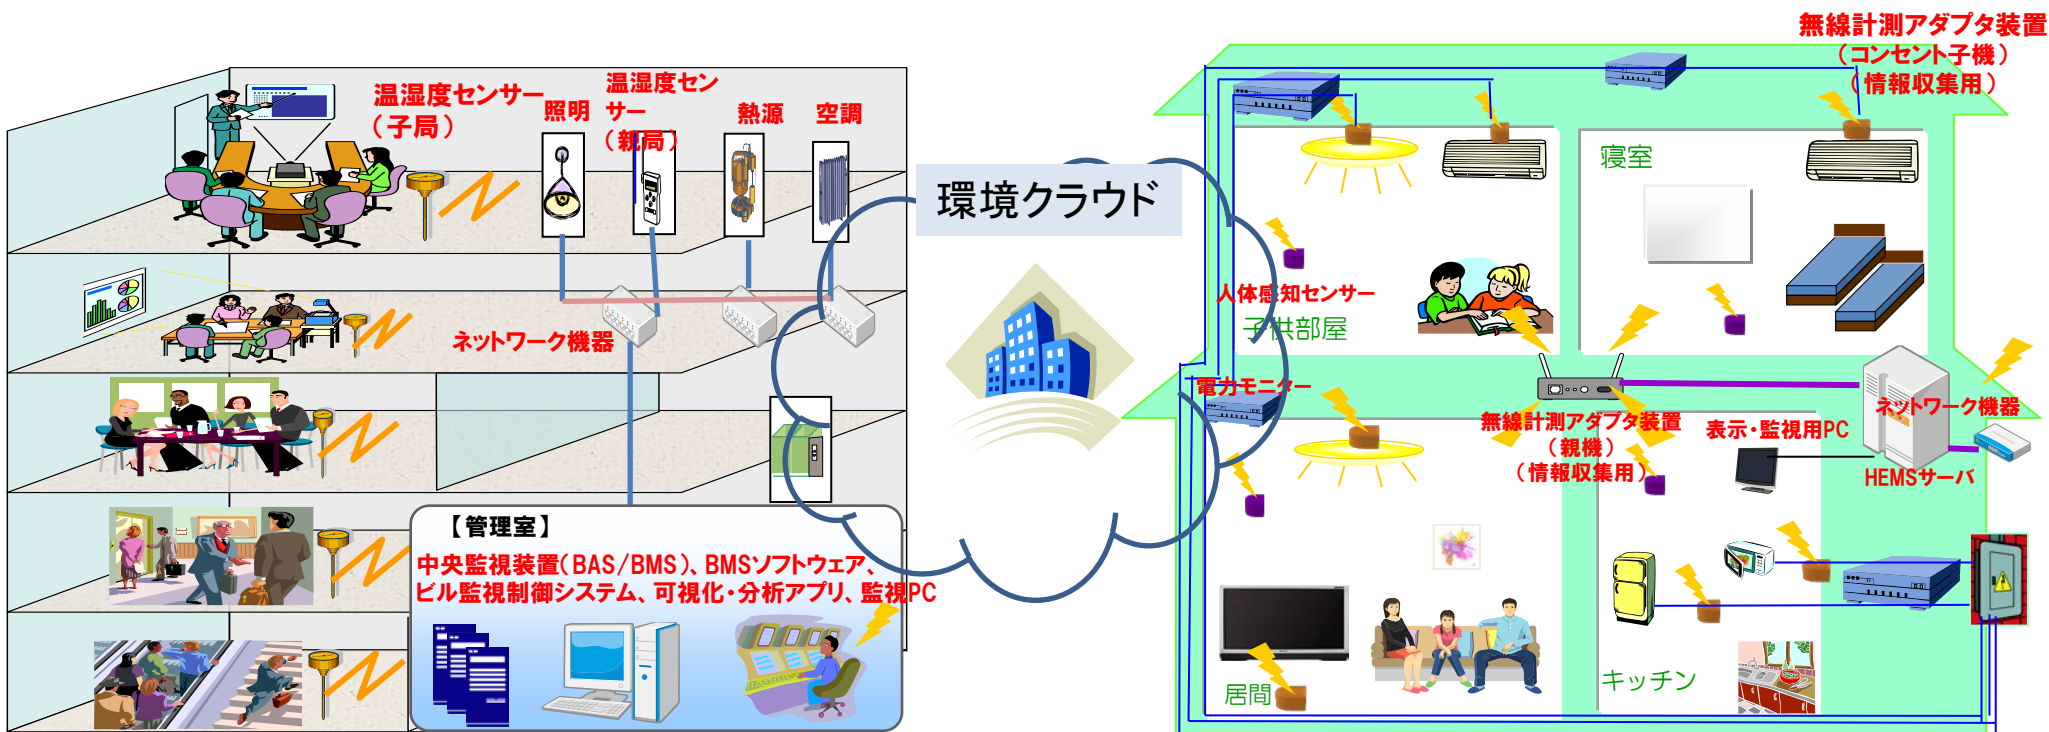 温湿度センサー
（子局）
照明
温湿度セン
サー
（親局）
熱源
空調
ネットワーク機器
【管理室】
中央監視装置（BAS/BMS）、BMSソフトウェア、
ビル監視制御システム、可視化・分析アプリ、監視PC
環境クラウド
無線計測アダプタ装置
（コンセント子機）
（情報収集用）
寝室
人体感知センサー
子供部屋
電力モニター
無線計測アダプタ装置
（親機）
（情報収集用）
表示・監視用PC
ネットワーク機器
HEMSサーバ
居間
キッチン